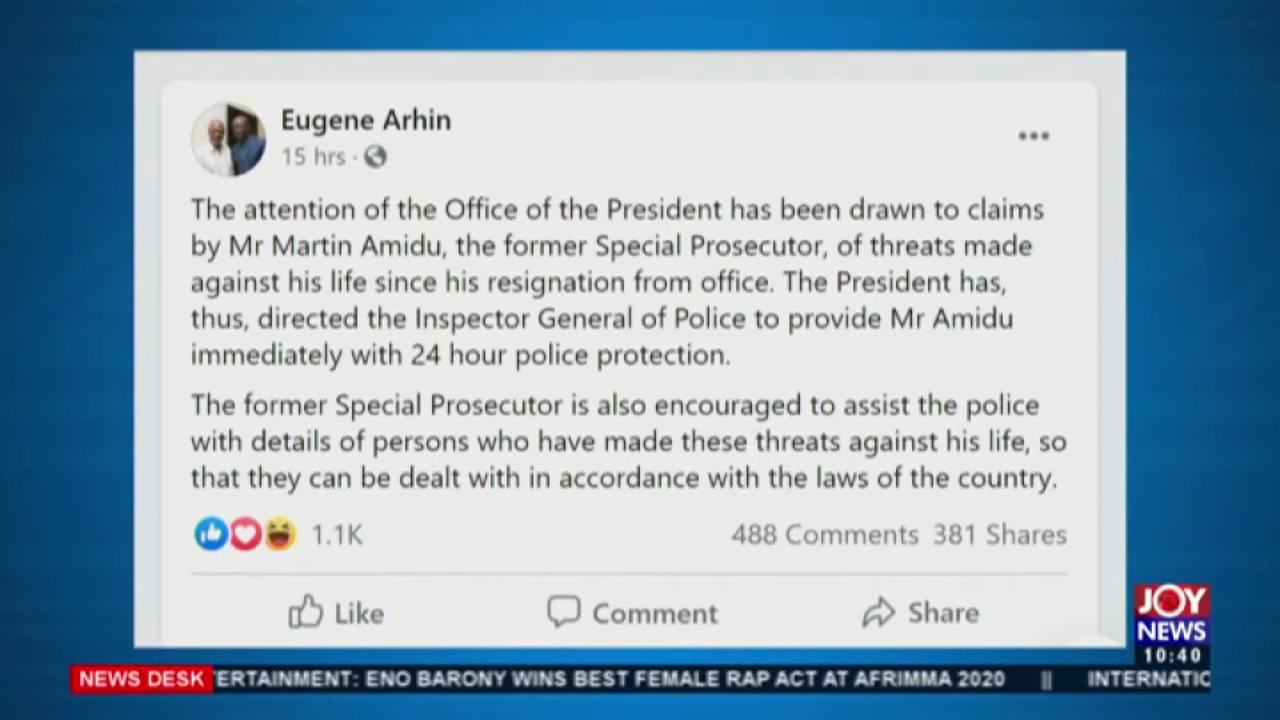 Eugene Arhin
15 hrs ·
The attention of the Office of the President has been drawn to claims
by Mr Martin Amidu, the former Special Prosecutor, of threats made
against his life since his resignation from office. The President has,
thus, directed the Inspector General of Police to provide Mr Amidu
immediately with 24 hour police protection.
The former Special Prosecutor is also encouraged to assist the police
with details of persons who have made these threats against his life, so
that they can be dealt with in accordance with the laws of the country.
1.1K 488 Comments 381 Shares
Like Comment Share
JOY
NEWS
10:40
NEWS DESK ERTAINMENT: ENO BARONY WINS BEST FEMALE RAP ACT AT AFRIMMA 2020 || INTERNATIC